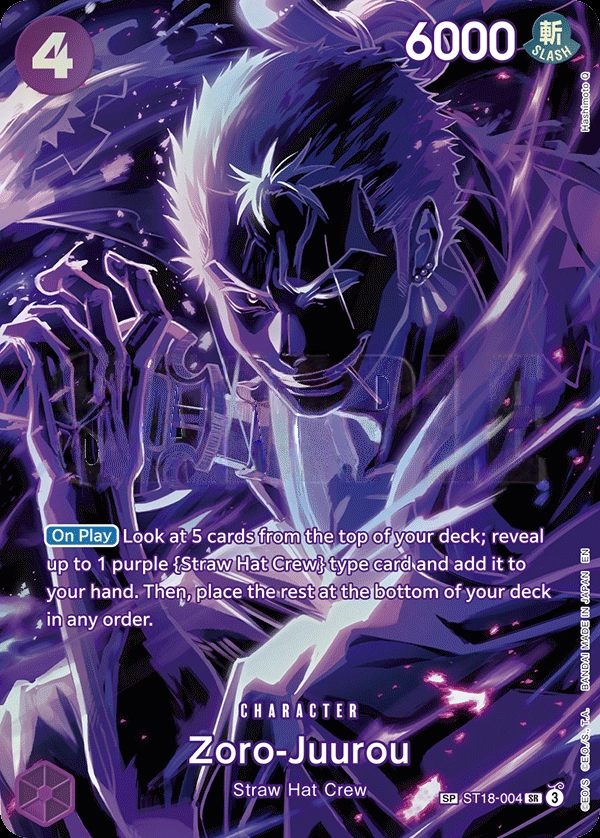 4
6000
斬
SLASH
Hashimoto Q
SAMPLE
On Play Look at 5 cards from the top of your deck; reveal
up to 1 purple {Straw Hat Crew} type card and add it to
your hand. Then, place the rest at the bottom of your deck
in any order.
CHARACTER
Zoro-Juurou
Straw Hat Crew
SP ST18-004 SR 3
©EO/S ©E.O./S. T.A. BANDAI MADE IN JAPAN EN